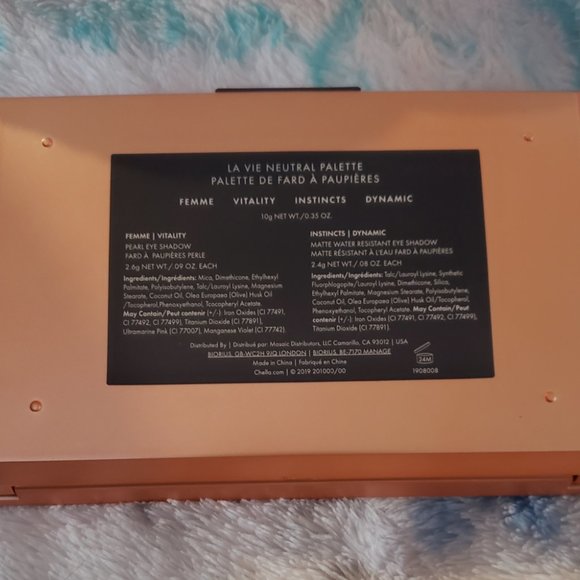 LA VIE NEUTRAL PALETTE
PALETTE DE FARD À PAUPIÈRES
FEMME VITALITY INSTINCTS DYNAMIC
10g NET WT./0.35 OZ.
FEMME | VITALITY
PEARL EYE SHADOW
FARD À PAUPIÈRES PERLE
2.6g NET WT./.09 OZ. EACH
Ingredients/Ingrédients: Mica, Dimethicone, Ethylhexyl
Palmitate, Polyisobutylene, Talc/Lauroyl Lysine, Magnesium
Stearate, Coconut Oil, Olea Europaea (Olive) Husk Oil
/Tocopherol,Phenoxyethanol, Tocopheryl Acetate.
May Contain/Peut contenir (+/-): Iron Oxides (CI 77491,
CI 77492, CI 77499), Titanium Dioxide (CI 77891),
Ultramarine Pink (CI 77007), Manganese Violet (CI 77742)
INSTINCTS | DYNAMIC
MATTE WATER RESISTANT EYE SHADOW
MATTE RÉSISTANT À L'EAU FARD À PAUPIÈRES
2.4g NET WT./.08 OZ. EACH
Ingredients/Ingrédients: Talc/Lauroyl Lysine, Synthetic
Fluorphlogopite/Lauroyl Lysine, Dimethicone, Silica,
Ethylhexyl Palmitate, Magnesium Stearate, Polyisobutylene,
Coconut Oil, Olea Europaea (Olive) Husk Oil/Tocopherol,
Phenoxyethanol, Tocopheryl Acetate. May Contain/Peut
contenir (+/-): Iron Oxides (CI 77491, CI 77492, CI 77499),
Titanium Dioxide (CI 77891).
Distributed By | Distribué par: Mosaic Distributors, LLC Camarillo, CA 93012 | USA
BIORIUS, GB-WC2H 9JQ LONDON | BIORIUS, BE-7170 MANAGE
Made in China | Fabriqué en Chine
Chella.com | © 2019 201000/00
24M
1908008